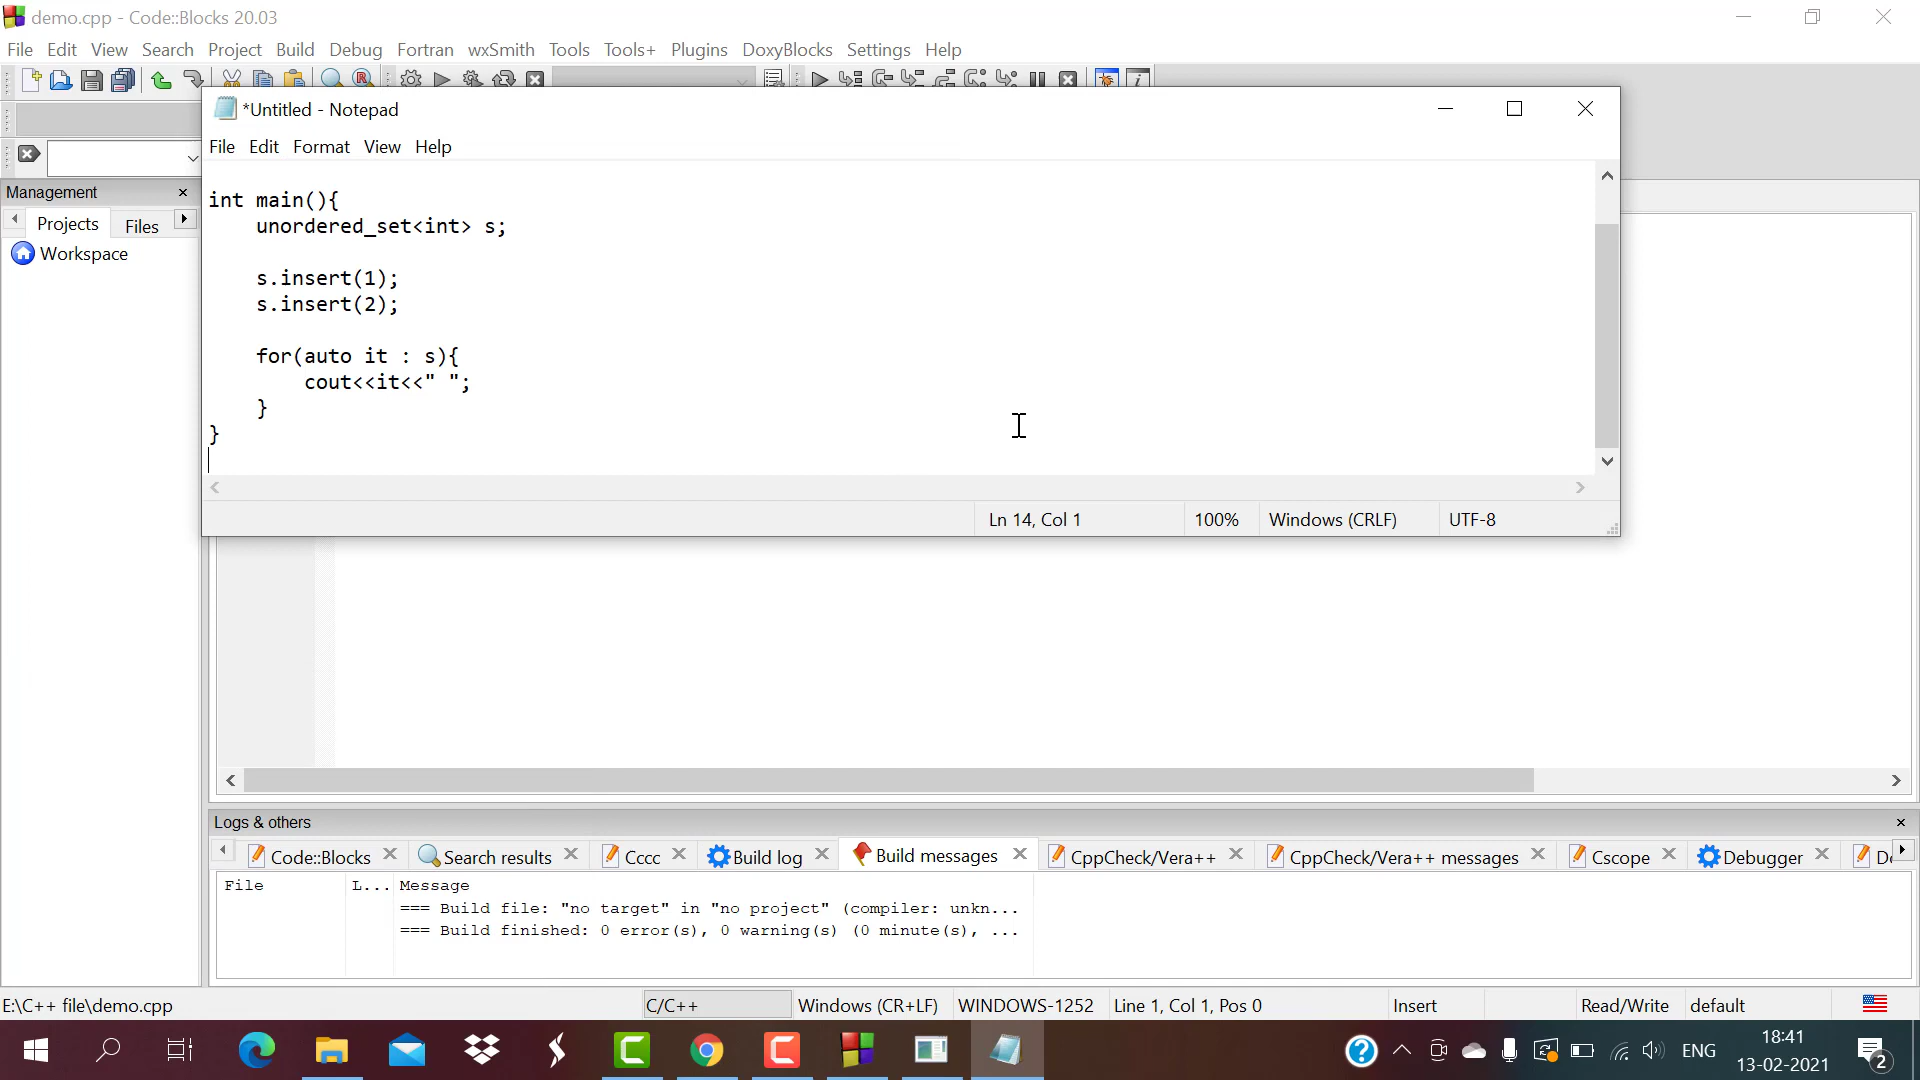 demo.cpp - Code::Blocks 20.03
File Edit View Search Project Build Debug Fortran wxSmith Tools Tools+ Plugins DoxyBlocks Settings Help
*Untitled - Notepad
File Edit Format View Help
Management
Projects Files
Workspace
int main(){
    unordered_set<int> s;
    s.insert(1);
    s.insert(2);
    for(auto it : s){
        cout<<it<<" ";
    }
}
Ln 14, Col 1 100% Windows (CRLF) UTF-8
Logs & others
Code::Blocks Search results Cccc Build log Build messages CppCheck/Vera++ CppCheck/Vera++ messages Cscope Debugger
File L... Message
=== Build file: "no target" in "no project" (compiler: unkn...
=== Build finished: 0 error(s), 0 warning(s) (0 minute(s), ...
E:\C++ file\demo.cpp C/C++ Windows (CR+LF) WINDOWS-1252 Line 1, Col 1, Pos 0 Insert Read/Write default
ENG
18:41
13-02-2021
2